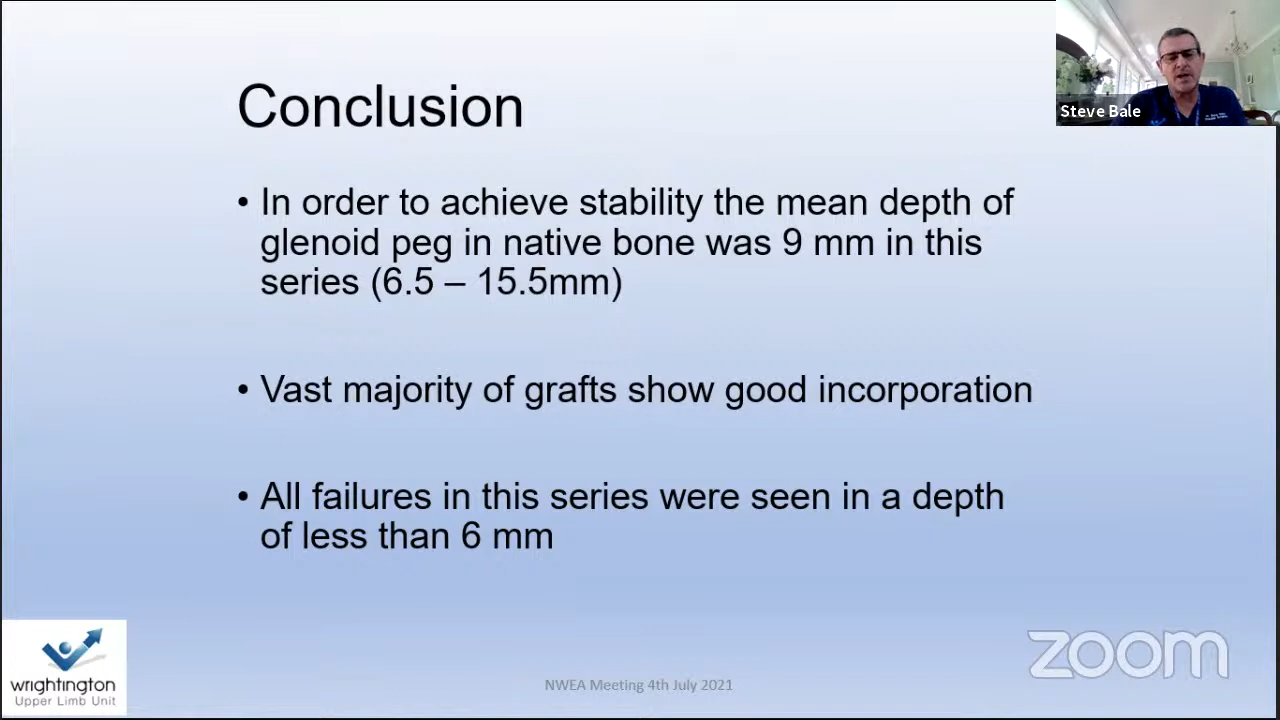 Conclusion
• In order to achieve stability the mean depth of
glenoid peg in native bone was 9 mm in this
series (6.5 – 15.5mm)
• Vast majority of grafts show good incorporation
• All failures in this series were seen in a depth
of less than 6 mm
Steve Bale
wrightington
Upper Limb Unit
NWEA Meeting 4th July 2021
zoom